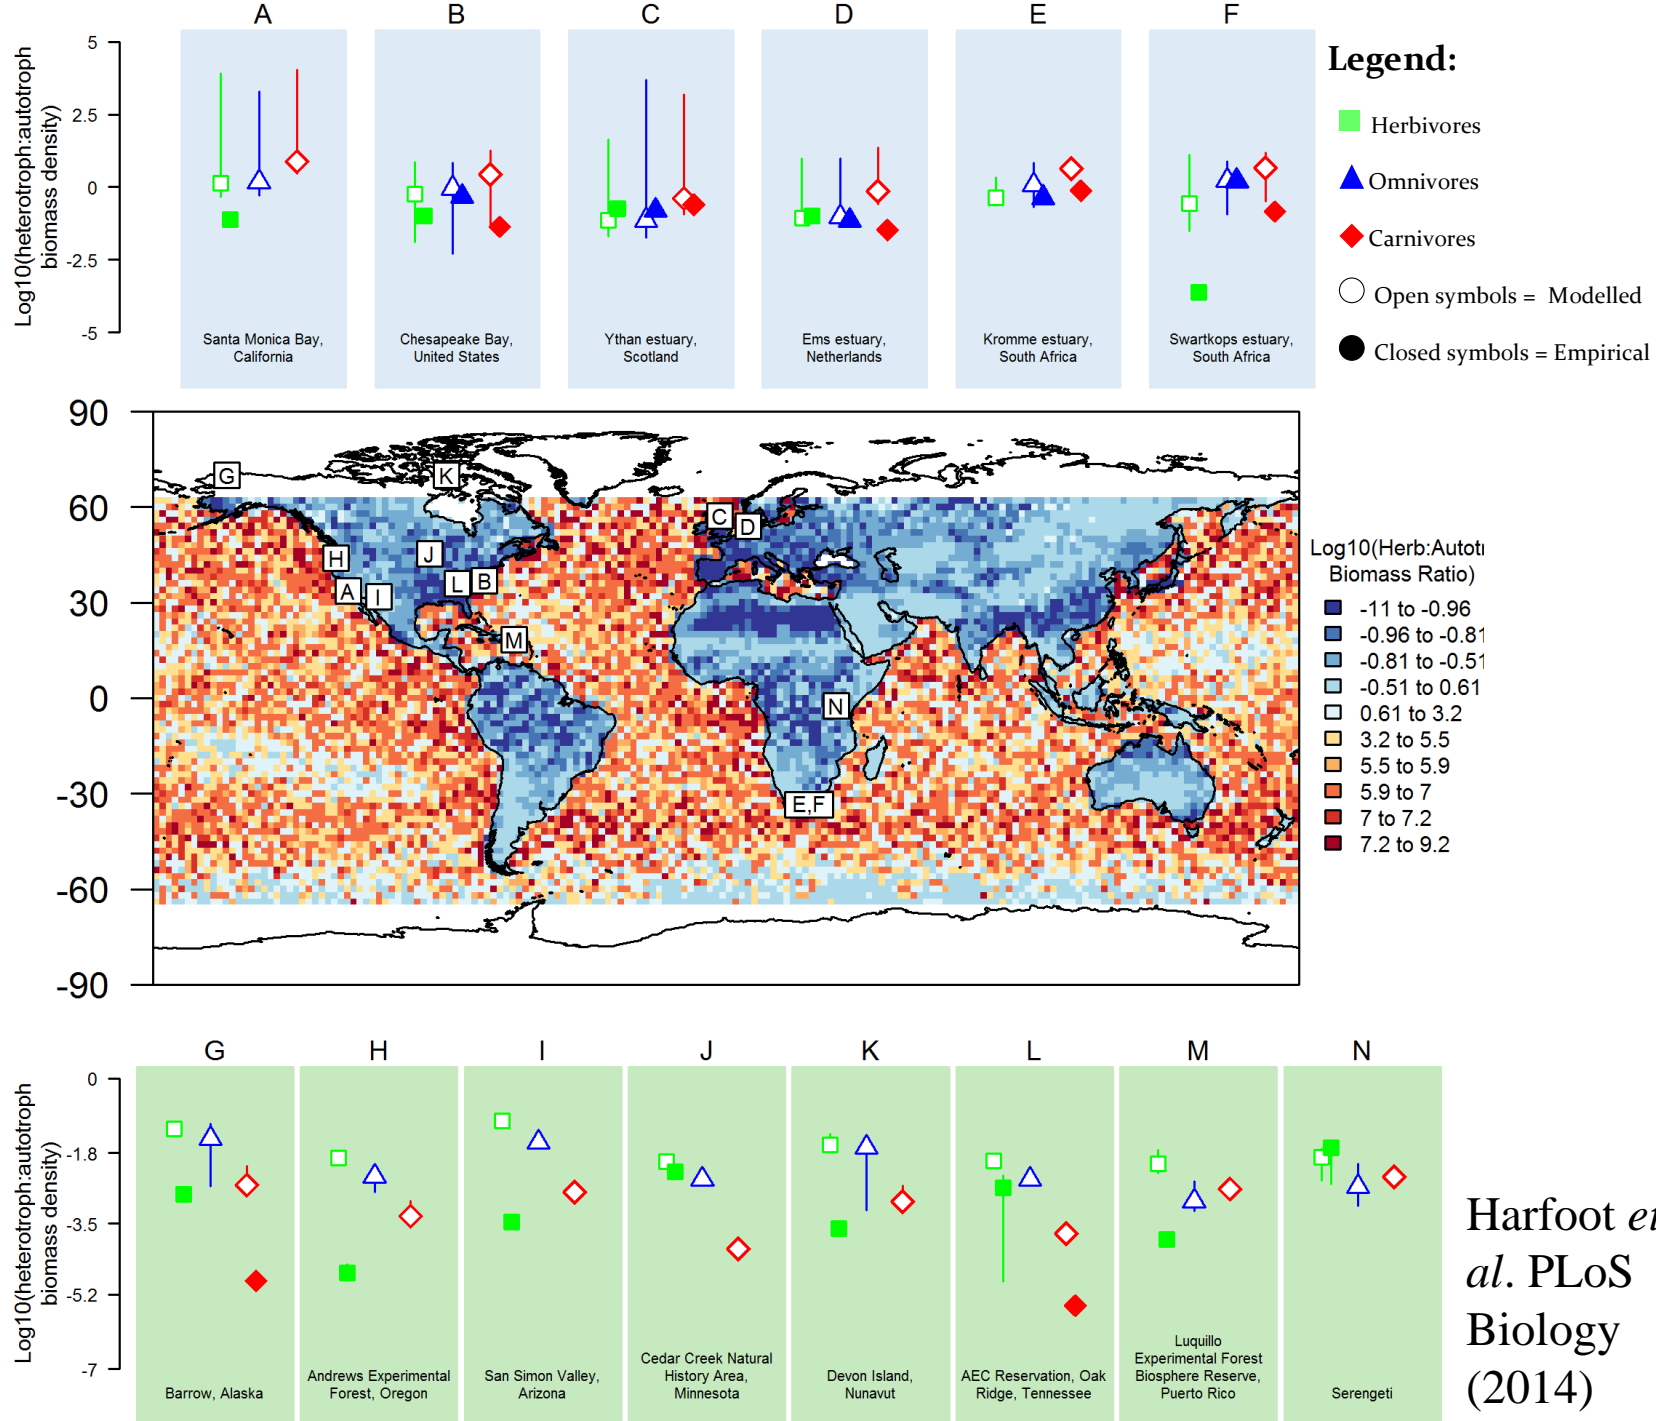 A B C D E F
Log10(heterotroph:autotroph
biomass density)
5
2.5
0
-2.5
-5
Santa Monica Bay,
California
Chesapeake Bay,
United States
Ythan estuary,
Scotland
Ems estuary,
Netherlands
Kromme estuary,
South Africa
Swartkops estuary,
South Africa
Legend:
Herbivores
Omnivores
Carnivores
Open symbols = Modelled
Closed symbols = Empirical
90
60
30
0
-30
-60
-90
G
K
C
D
H
J
A
I
L
B
M
N
E,F
Log10(Herb:Autot
Biomass Ratio)
-11 to -0.96
-0.96 to -0.81
-0.81 to -0.51
-0.51 to 0.61
0.61 to 3.2
3.2 to 5.5
5.5 to 5.9
5.9 to 7
7 to 7.2
7.2 to 9.2
G H I J K L M N
Log10(heterotroph:autotroph
biomass density)
0
-1.8
-3.5
-5.2
-7
Barrow, Alaska
Andrews Experimental
Forest, Oregon
San Simon Valley,
Arizona
Cedar Creek Natural
History Area,
Minnesota
Devon Island,
Nunavut
AEC Reservation, Oak
Ridge, Tennessee
Luquillo
Experimental Forest
Biosphere Reserve,
Puerto Rico
Serengeti
Harfoot et
al. PLoS
Biology
(2014)